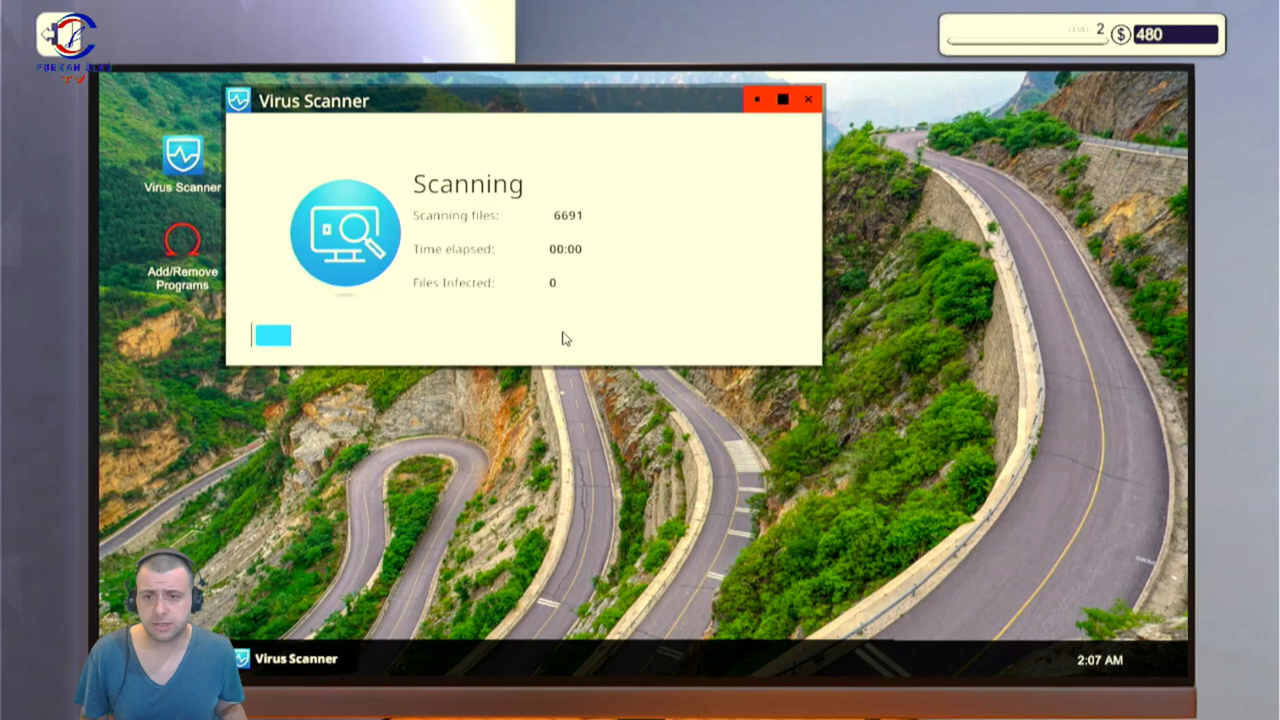 LEVEL 2 $ 480
TV
Virus Scanner
Virus Scanner
Scanning
Scanning files: 6691
Time elapsed: 00:00
Files Infected: 0
Add/Remove
Programs
Virus Scanner
2:07 AM